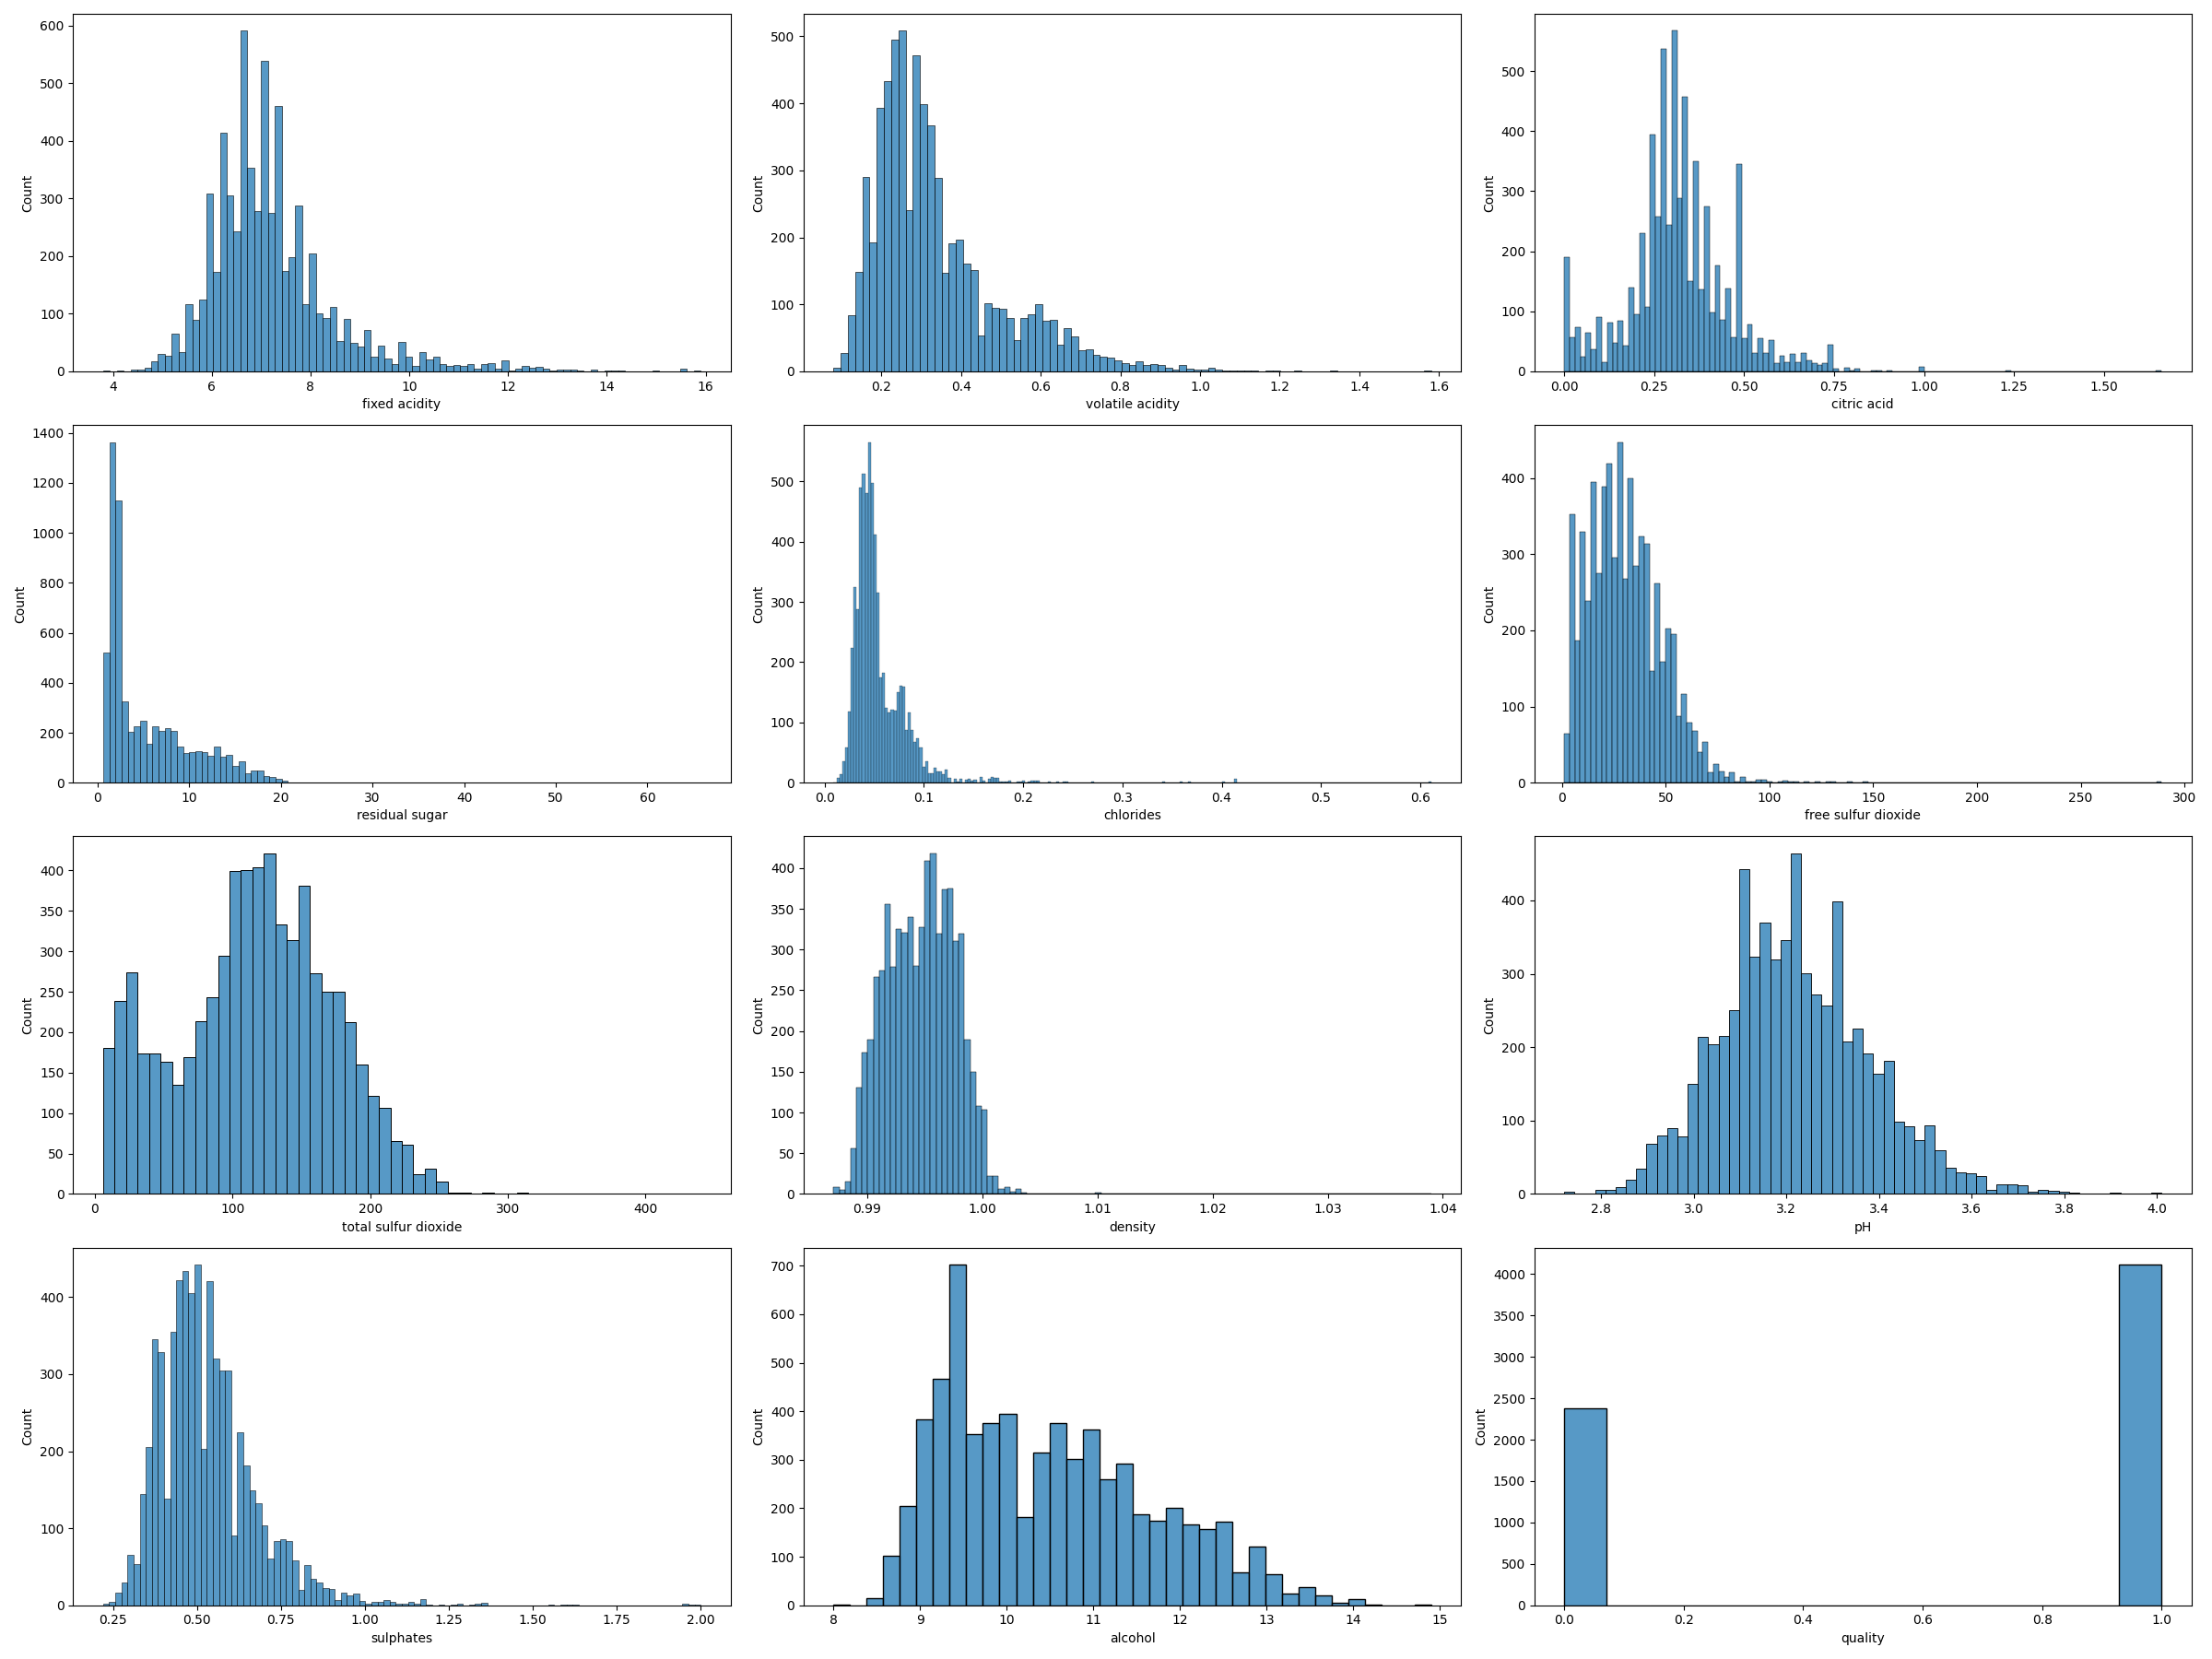 600
500
400
300
200
100
0
Count
4 6 8 10 12 14 16
fixed acidity
500
400
300
200
100
0
Count
0.2 0.4 0.6 0.8 1.0 1.2 1.4 1.6
volatile acidity
500
400
300
200
100
0
Count
0.00 0.25 0.50 0.75 1.00 1.25 1.50
citric acid
1400
1200
1000
800
600
400
200
0
Count
0 10 20 30 40 50 60
residual sugar
500
400
300
200
100
0
Count
0.0 0.1 0.2 0.3 0.4 0.5 0.6
chlorides
400
300
200
100
0
Count
0 50 100 150 200 250 300
free sulfur dioxide
400
350
300
250
200
150
100
50
0
Count
0 100 200 300 400
total sulfur dioxide
400
350
300
250
200
150
100
50
0
Count
0.99 1.00 1.01 1.02 1.03 1.04
density
400
300
200
100
0
Count
2.8 3.0 3.2 3.4 3.6 3.8 4.0
pH
400
300
200
100
0
Count
0.25 0.50 0.75 1.00 1.25 1.50 1.75 2.00
sulphates
700
600
500
400
300
200
100
0
Count
8 9 10 11 12 13 14 15
alcohol
4000
3500
3000
2500
2000
1500
1000
500
0
Count
0.0 0.2 0.4 0.6 0.8 1.0
quality